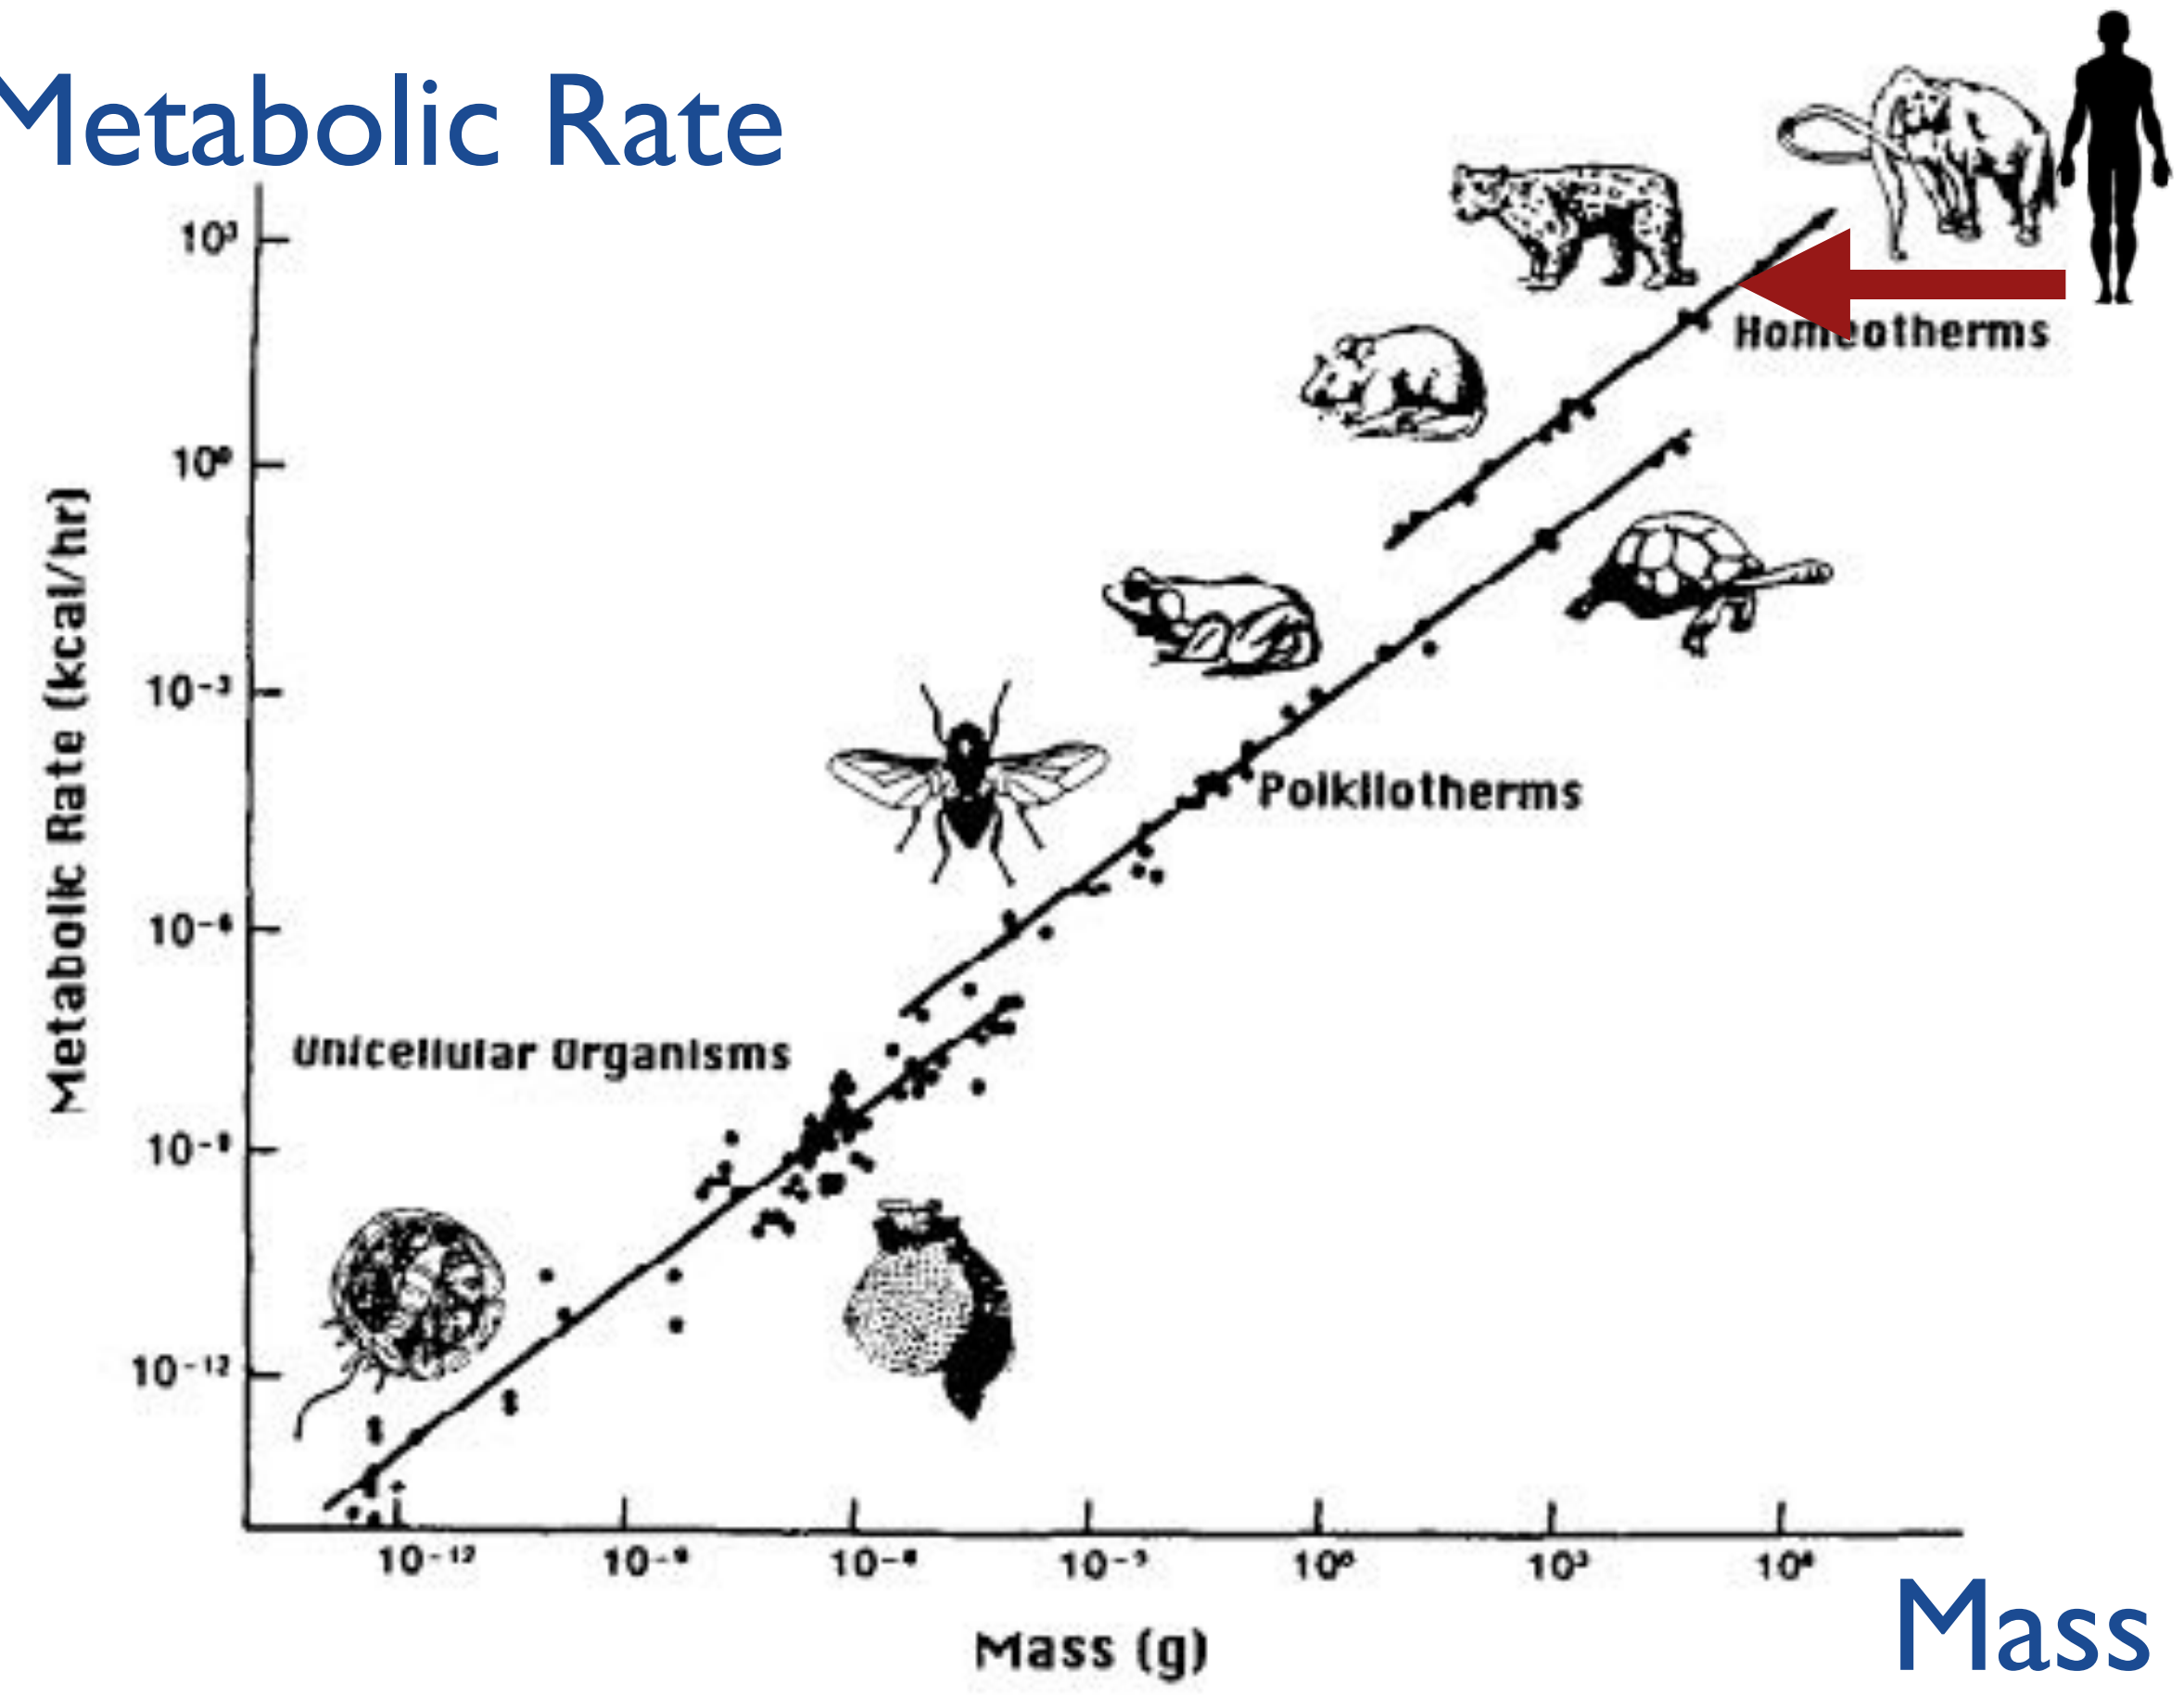 Metabolic Rate
10³
10⁰
10⁻³
10⁻⁶
10⁻⁹
10⁻¹²
Metabolic Rate (kcal/hr)
Homeotherms
Poikilotherms
Unicellular Organisms
10⁻¹²
10⁻⁹
10⁻⁶
10⁻³
10⁰
10³
10⁶
Mass (g)
Mass